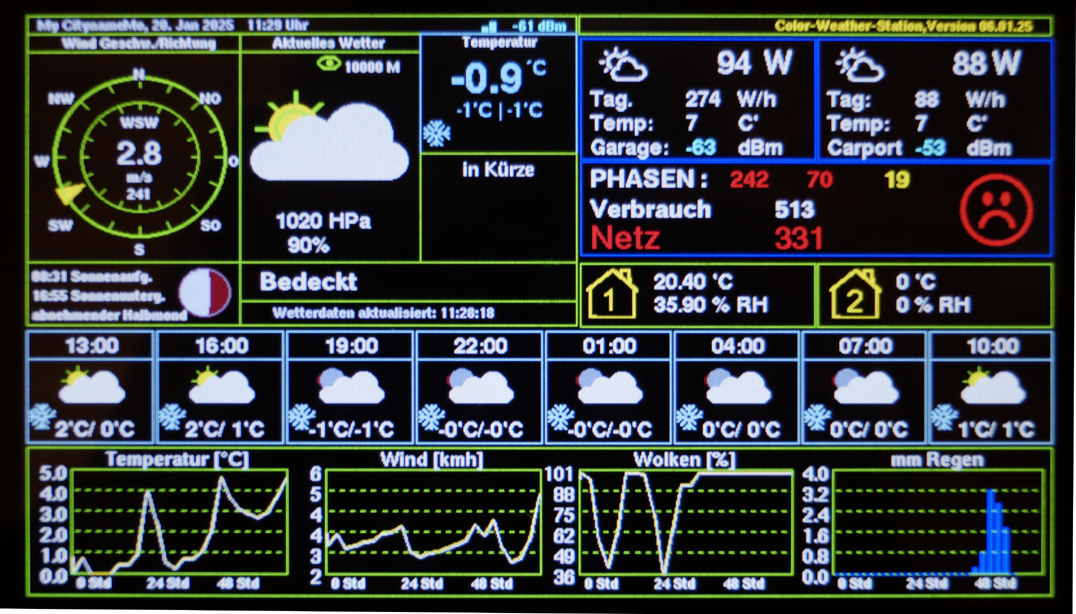 My CitynameMo, 20. Jan 2025 11:29 Uhr -61 dBm
Color-Weather-Station,Version 06.01.25
Wind Geschw./Richtung
N
NW NO
WSW
W 2.8 O
m/s
241
SW SO
S
Aktuelles Wetter
10000 M
1020 HPa
90%
Temperatur
-0.9 °C
-1°C | -1°C
in Kürze
08:31 Sonnenaufg.
16:55 Sonnenunterg.
abnehmender Halbmond
Bedeckt
Wetterdaten aktualisiert: 11:28:18
94 W
Tag. 274 W/h
Temp: 7 C'
Garage: -63 dBm
88 W
Tag: 88 W/h
Temp: 7 C'
Carport -53 dBm
PHASEN : 242 70 19
Verbrauch 513
Netz 331
1 20.40 °C
35.90 % RH
2 0 °C
0 % RH
13:00 16:00 19:00 22:00 01:00 04:00 07:00 10:00
2°C/ 0°C 2°C/ 1°C -1°C/-1°C -0°C/-0°C -0°C/-0°C 0°C/ 0°C 0°C/ 0°C 1°C/ 1°C
Temperatur [°C]
5.0
4.0
3.0
2.0
1.0
0.0
0 Std 24 Std 48 Std
Wind [kmh]
6
5
4
4
3
2
0 Std 24 Std 48 Std
Wolken [%]
101
88
75
62
49
36
0 Std 24 Std 48 Std
mm Regen
4.0
3.2
2.4
1.6
0.8
0.0
0 Std 24 Std 48 Std